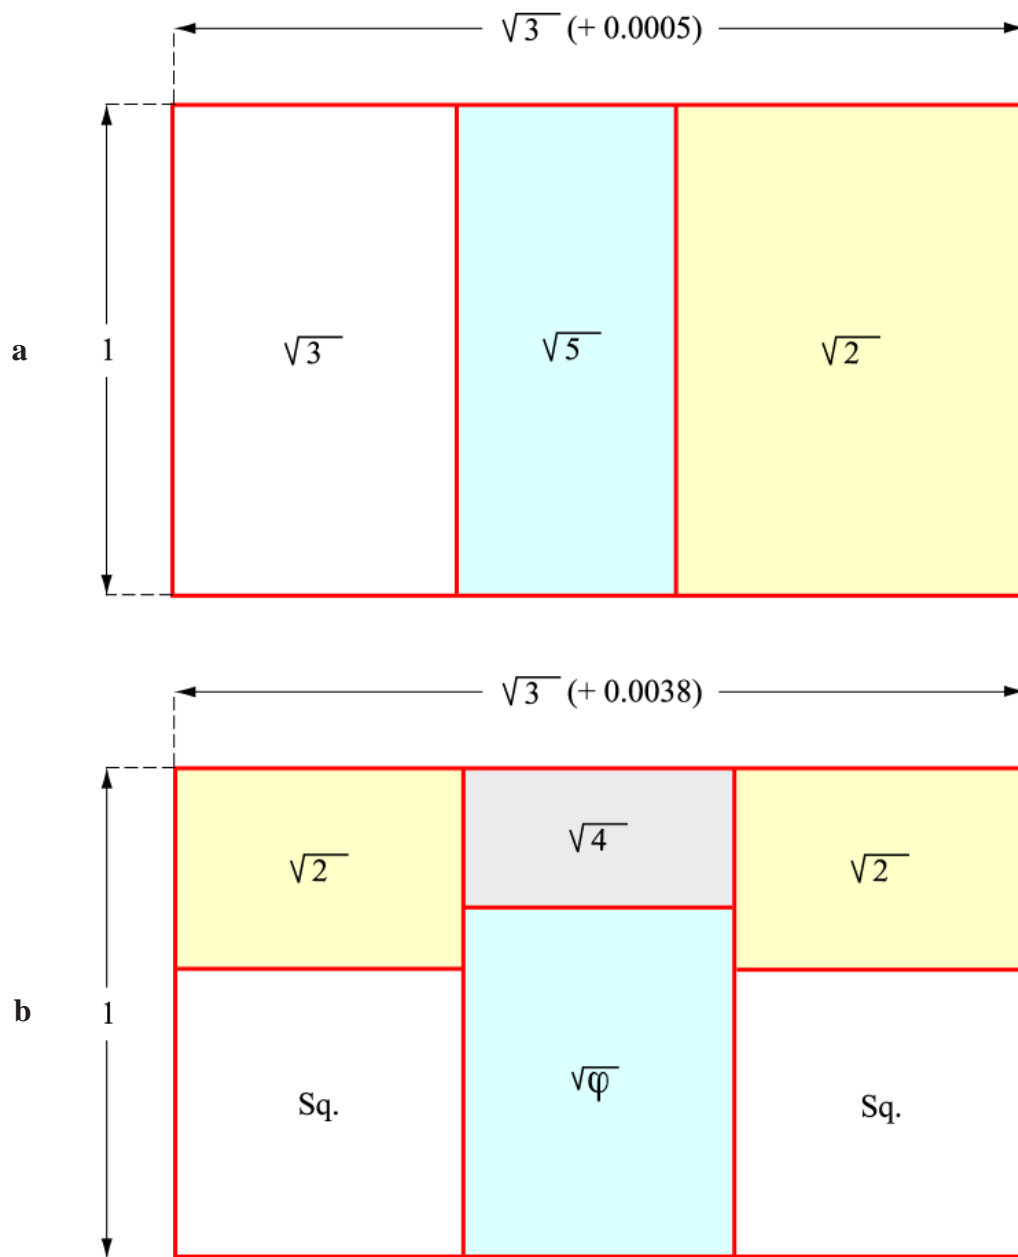 √3 (+ 0.0005)
a 1 √3 √5 √2
√3 (+ 0.0038)
√2 √4 √2
b 1
Sq. √φ Sq.